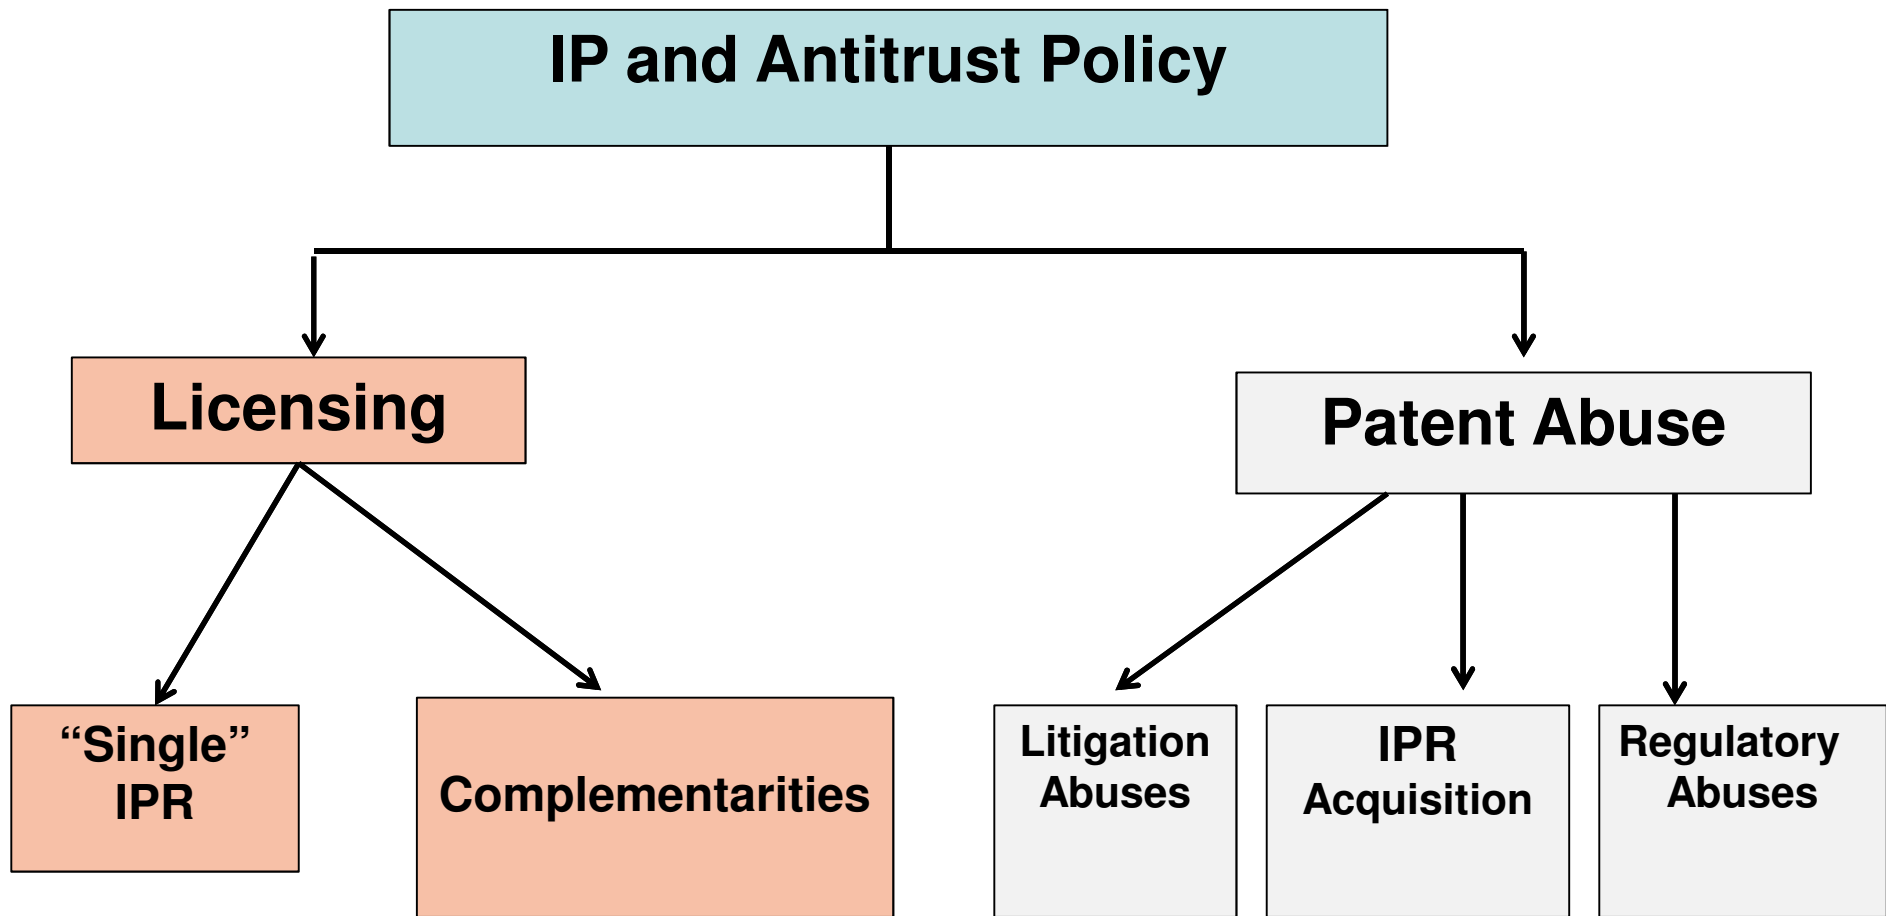 IP and Antitrust Policy
Licensing
Patent Abuse
“Single”
IPR
Complementarities
Litigation
Abuses
IPR
Acquisition
Regulatory
Abuses